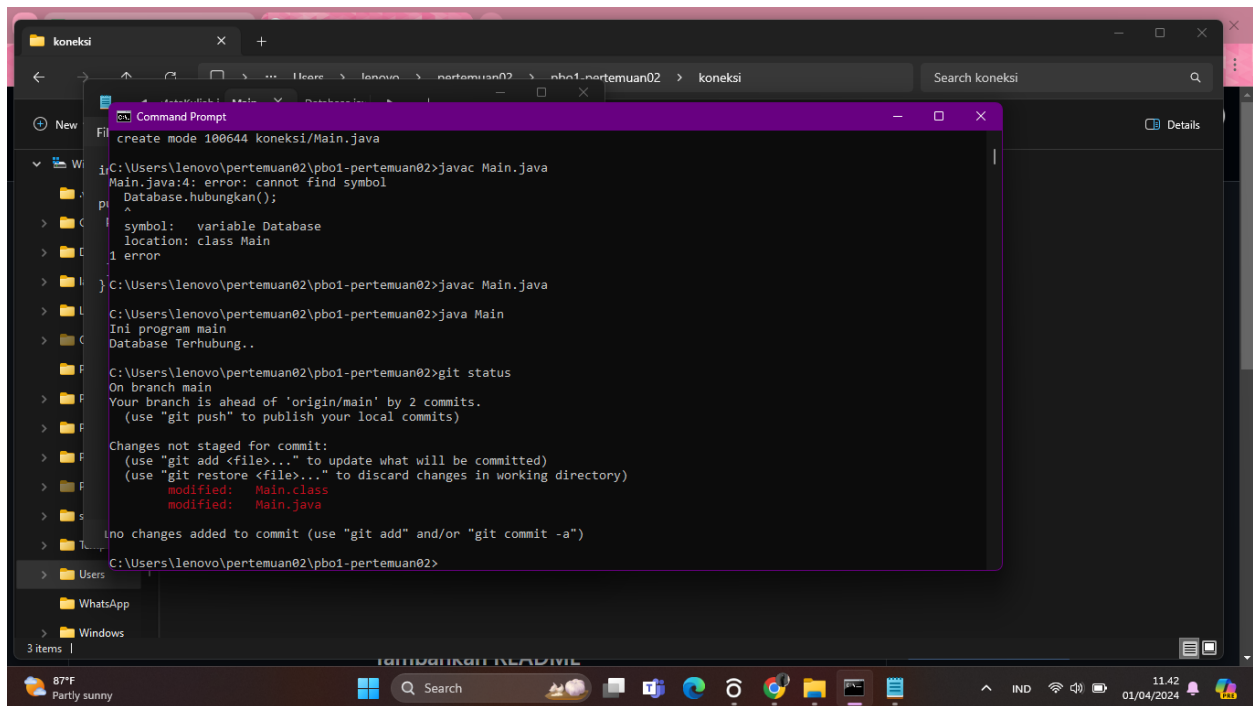 koneksi
Users > lenovo > pertemuan02 > pbo1-pertemuan02 > koneksi
Search koneksi
New
Details
Main
Command Prompt
create mode 100644 koneksi/Main.java
C:\Users\lenovo\pertemuan02\pbo1-pertemuan02>javac Main.java
Main.java:4: error: cannot find symbol
Database.hubungkan();
^
symbol:   variable Database
location: class Main
1 error
C:\Users\lenovo\pertemuan02\pbo1-pertemuan02>javac Main.java
C:\Users\lenovo\pertemuan02\pbo1-pertemuan02>java Main
Ini program main
Database Terhubung..
C:\Users\lenovo\pertemuan02\pbo1-pertemuan02>git status
On branch main
Your branch is ahead of 'origin/main' by 2 commits.
(use "git push" to publish your local commits)
Changes not staged for commit:
(use "git add <file>..." to update what will be committed)
(use "git restore <file>..." to discard changes in working directory)
modified:   Main.class
modified:   Main.java
no changes added to commit (use "git add" and/or "git commit -a")
C:\Users\lenovo\pertemuan02\pbo1-pertemuan02>
Users
WhatsApp
Windows
3 items
Tambahkan README
87°F
Partly sunny
Search
IND
11.42
01/04/2024
PRE